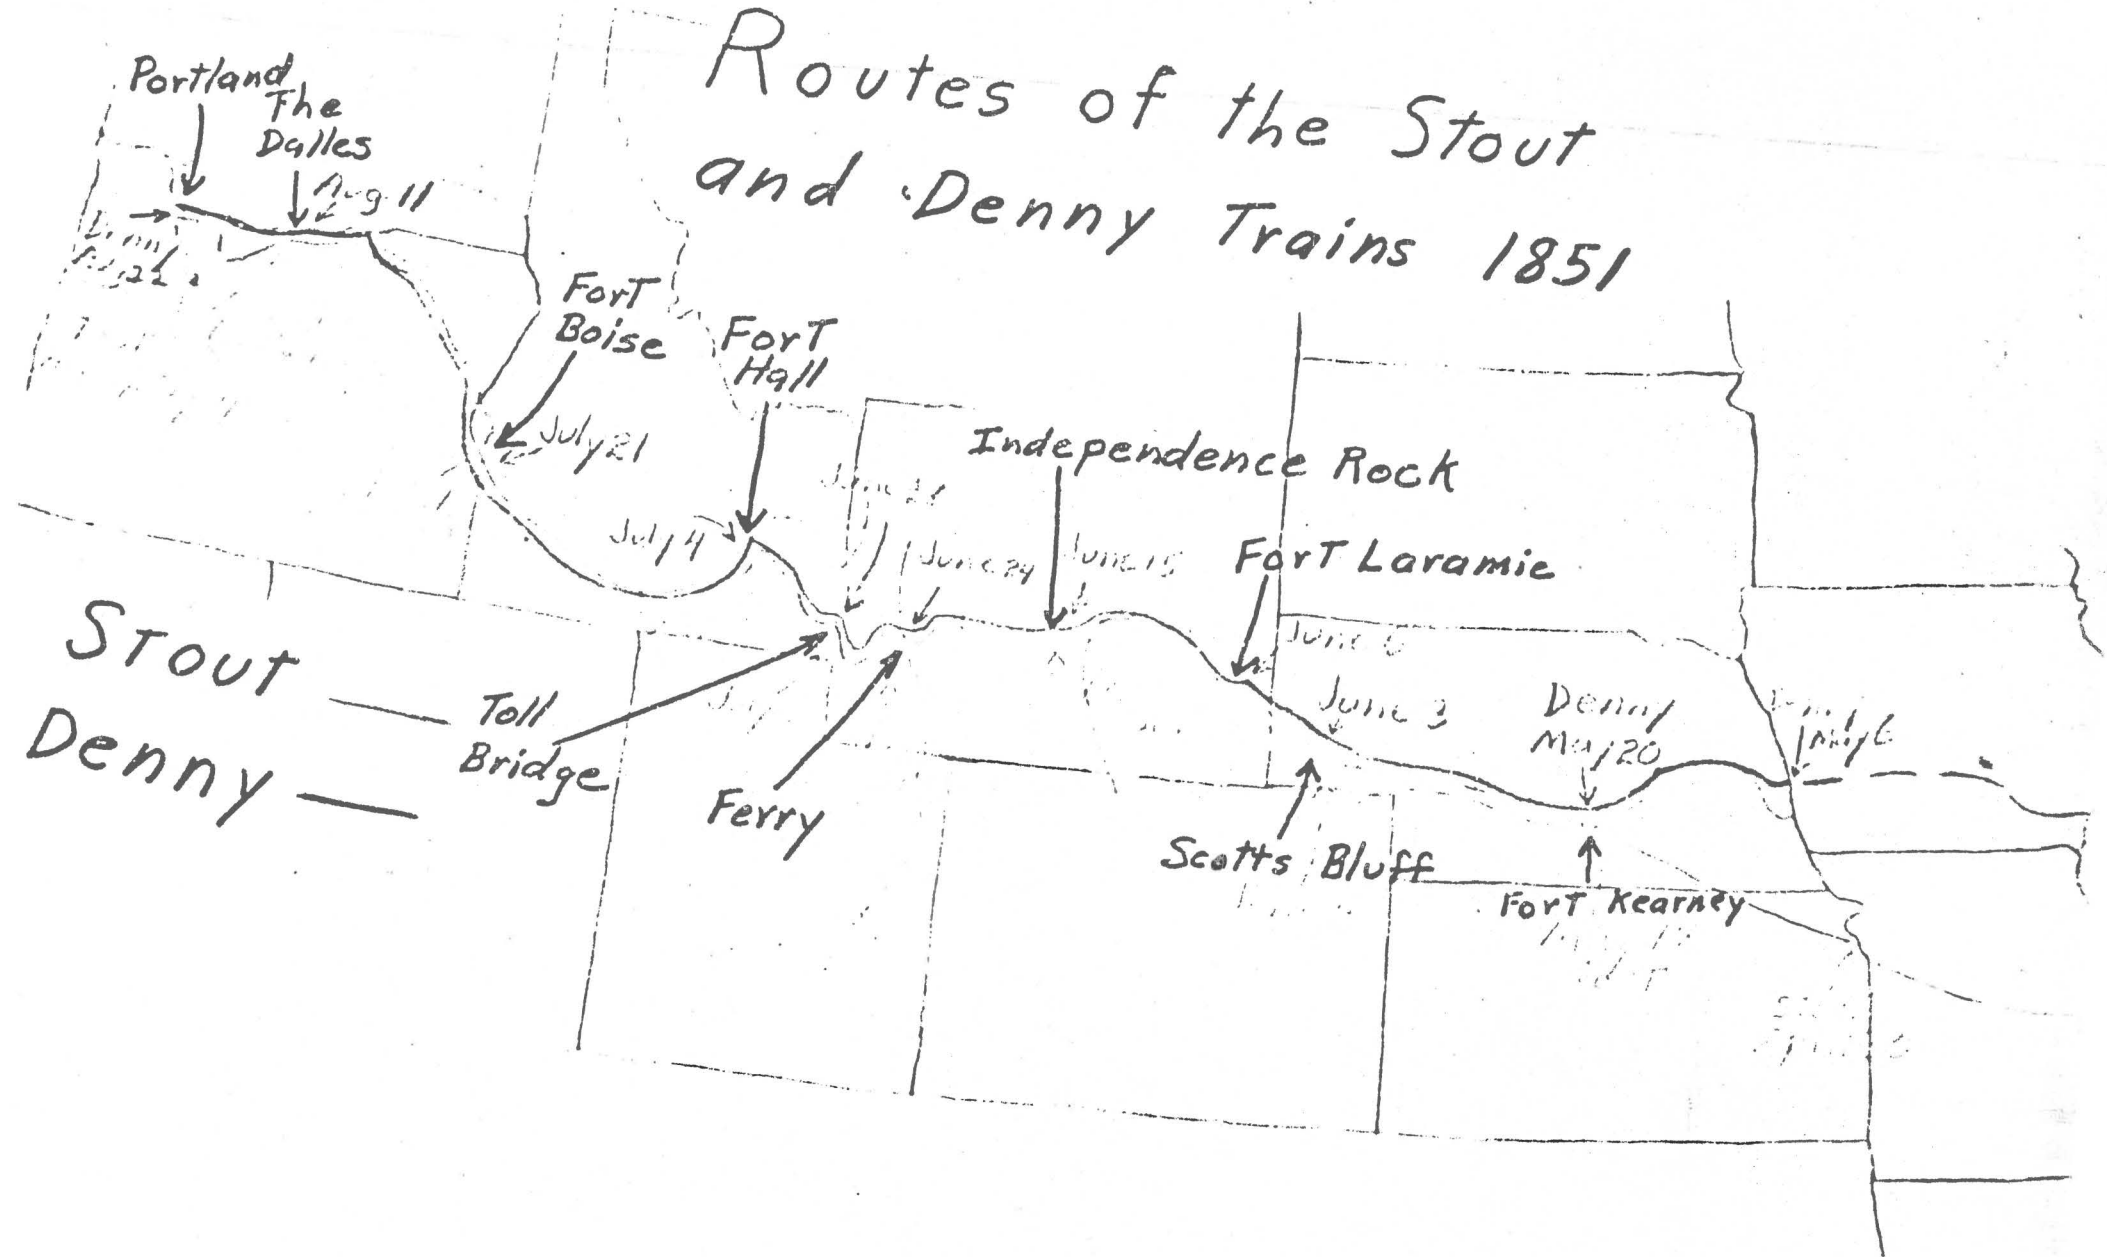 Routes of the Stout
and Denny Trains 1851
Portland
The
Dalles
Aug 11
Fort
Boise
July 21
Fort
Hall
July 4
Independence Rock
June 24
June 15
Fort Laramie
June 3
Denny
May 20
May 6
Stout
Denny
Toll
Bridge
Ferry
Scotts Bluff
Fort Kearney